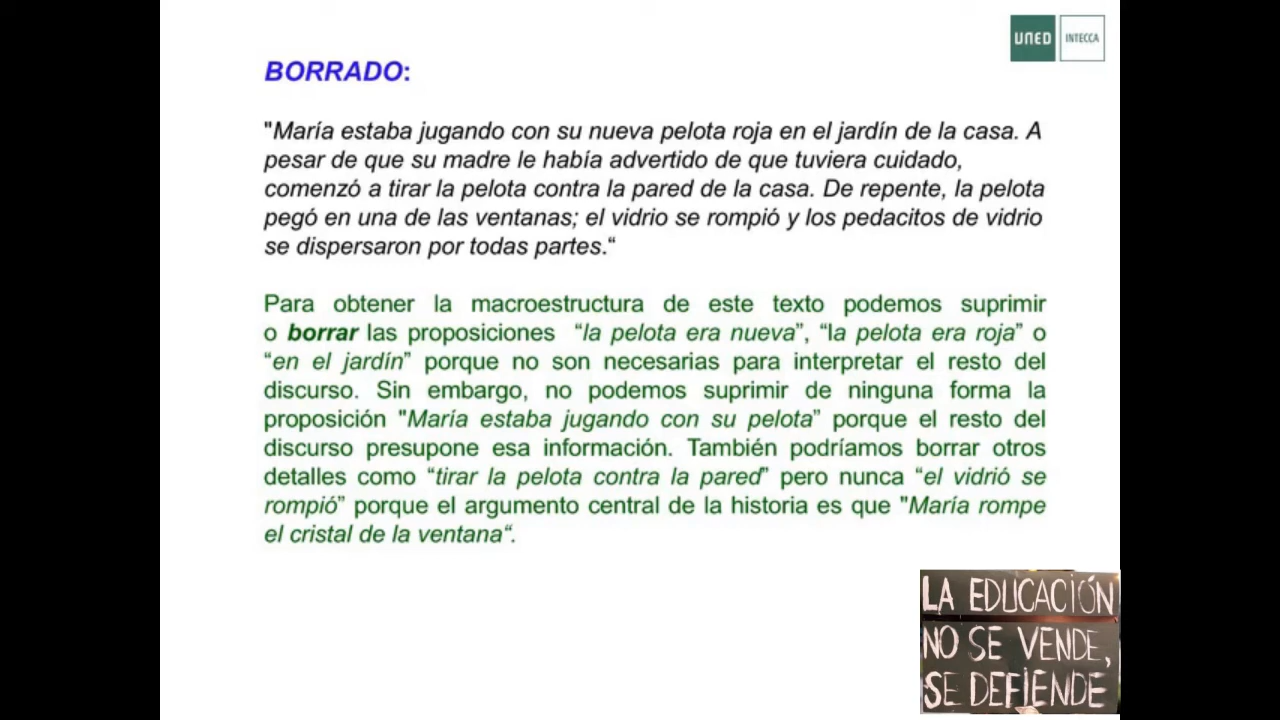 UNED INTECCA
BORRADO:
"María estaba jugando con su nueva pelota roja en el jardín de la casa. A
pesar de que su madre le había advertido de que tuviera cuidado,
comenzó a tirar la pelota contra la pared de la casa. De repente, la pelota
pegó en una de las ventanas; el vidrio se rompió y los pedacitos de vidrio
se dispersaron por todas partes.“
Para obtener la macroestructura de este texto podemos suprimir
o borrar las proposiciones “la pelota era nueva”, “la pelota era roja” o
“en el jardín” porque no son necesarias para interpretar el resto del
discurso. Sin embargo, no podemos suprimir de ninguna forma la
proposición "María estaba jugando con su pelota” porque el resto del
discurso presupone esa información. También podríamos borrar otros
detalles como “tirar la pelota contra la pared” pero nunca “el vidrió se
rompió” porque el argumento central de la historia es que "María rompe
el cristal de la ventana“.
LA EDUCACIÓN
NO SE VENDE,
SE DEFIENDE